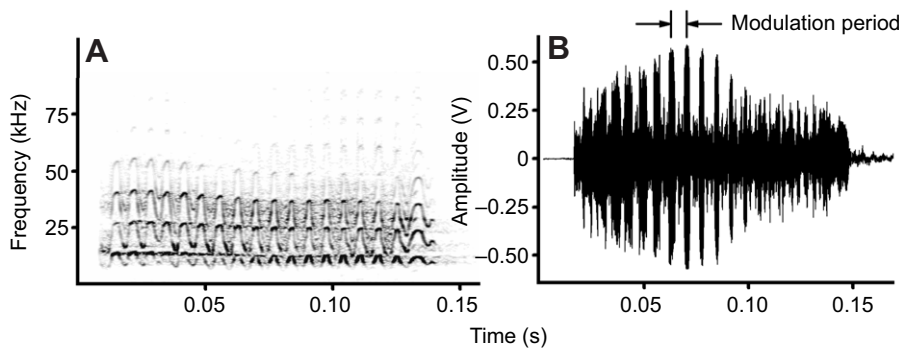 A
Frequency (kHz)
75
50
25
0.05
0.10
0.15
B
Modulation period
Amplitude (V)
0.50
0.25
0
–0.25
–0.50
0.05
0.10
0.15
Time (s)